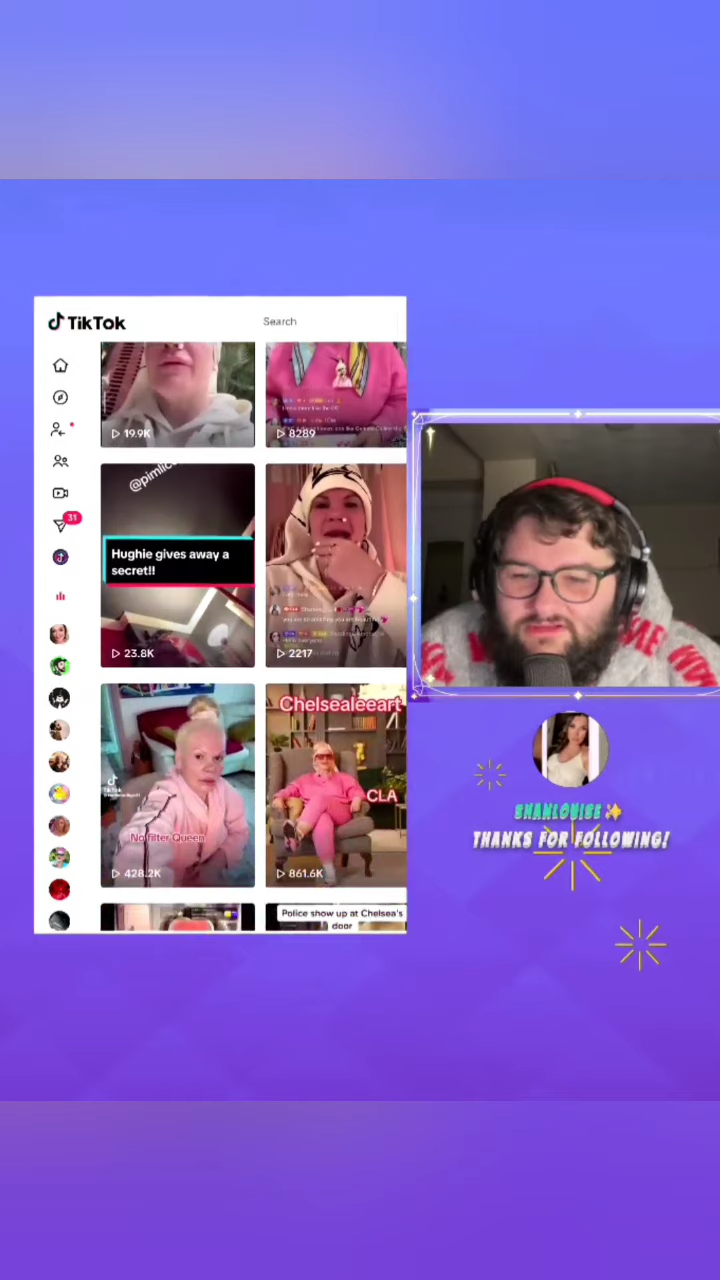 TikTok
Search
19.9K
8289
31
@pimlic
Hughie gives away a
secret!!
23.8K
2217
Chelsealeeart
CLA
TikTok
No filter Queen
428.2K
861.6K
Police show up at Chelsea's
door
SHANLOUISE✨
THANKS FOR FOLLOWING!